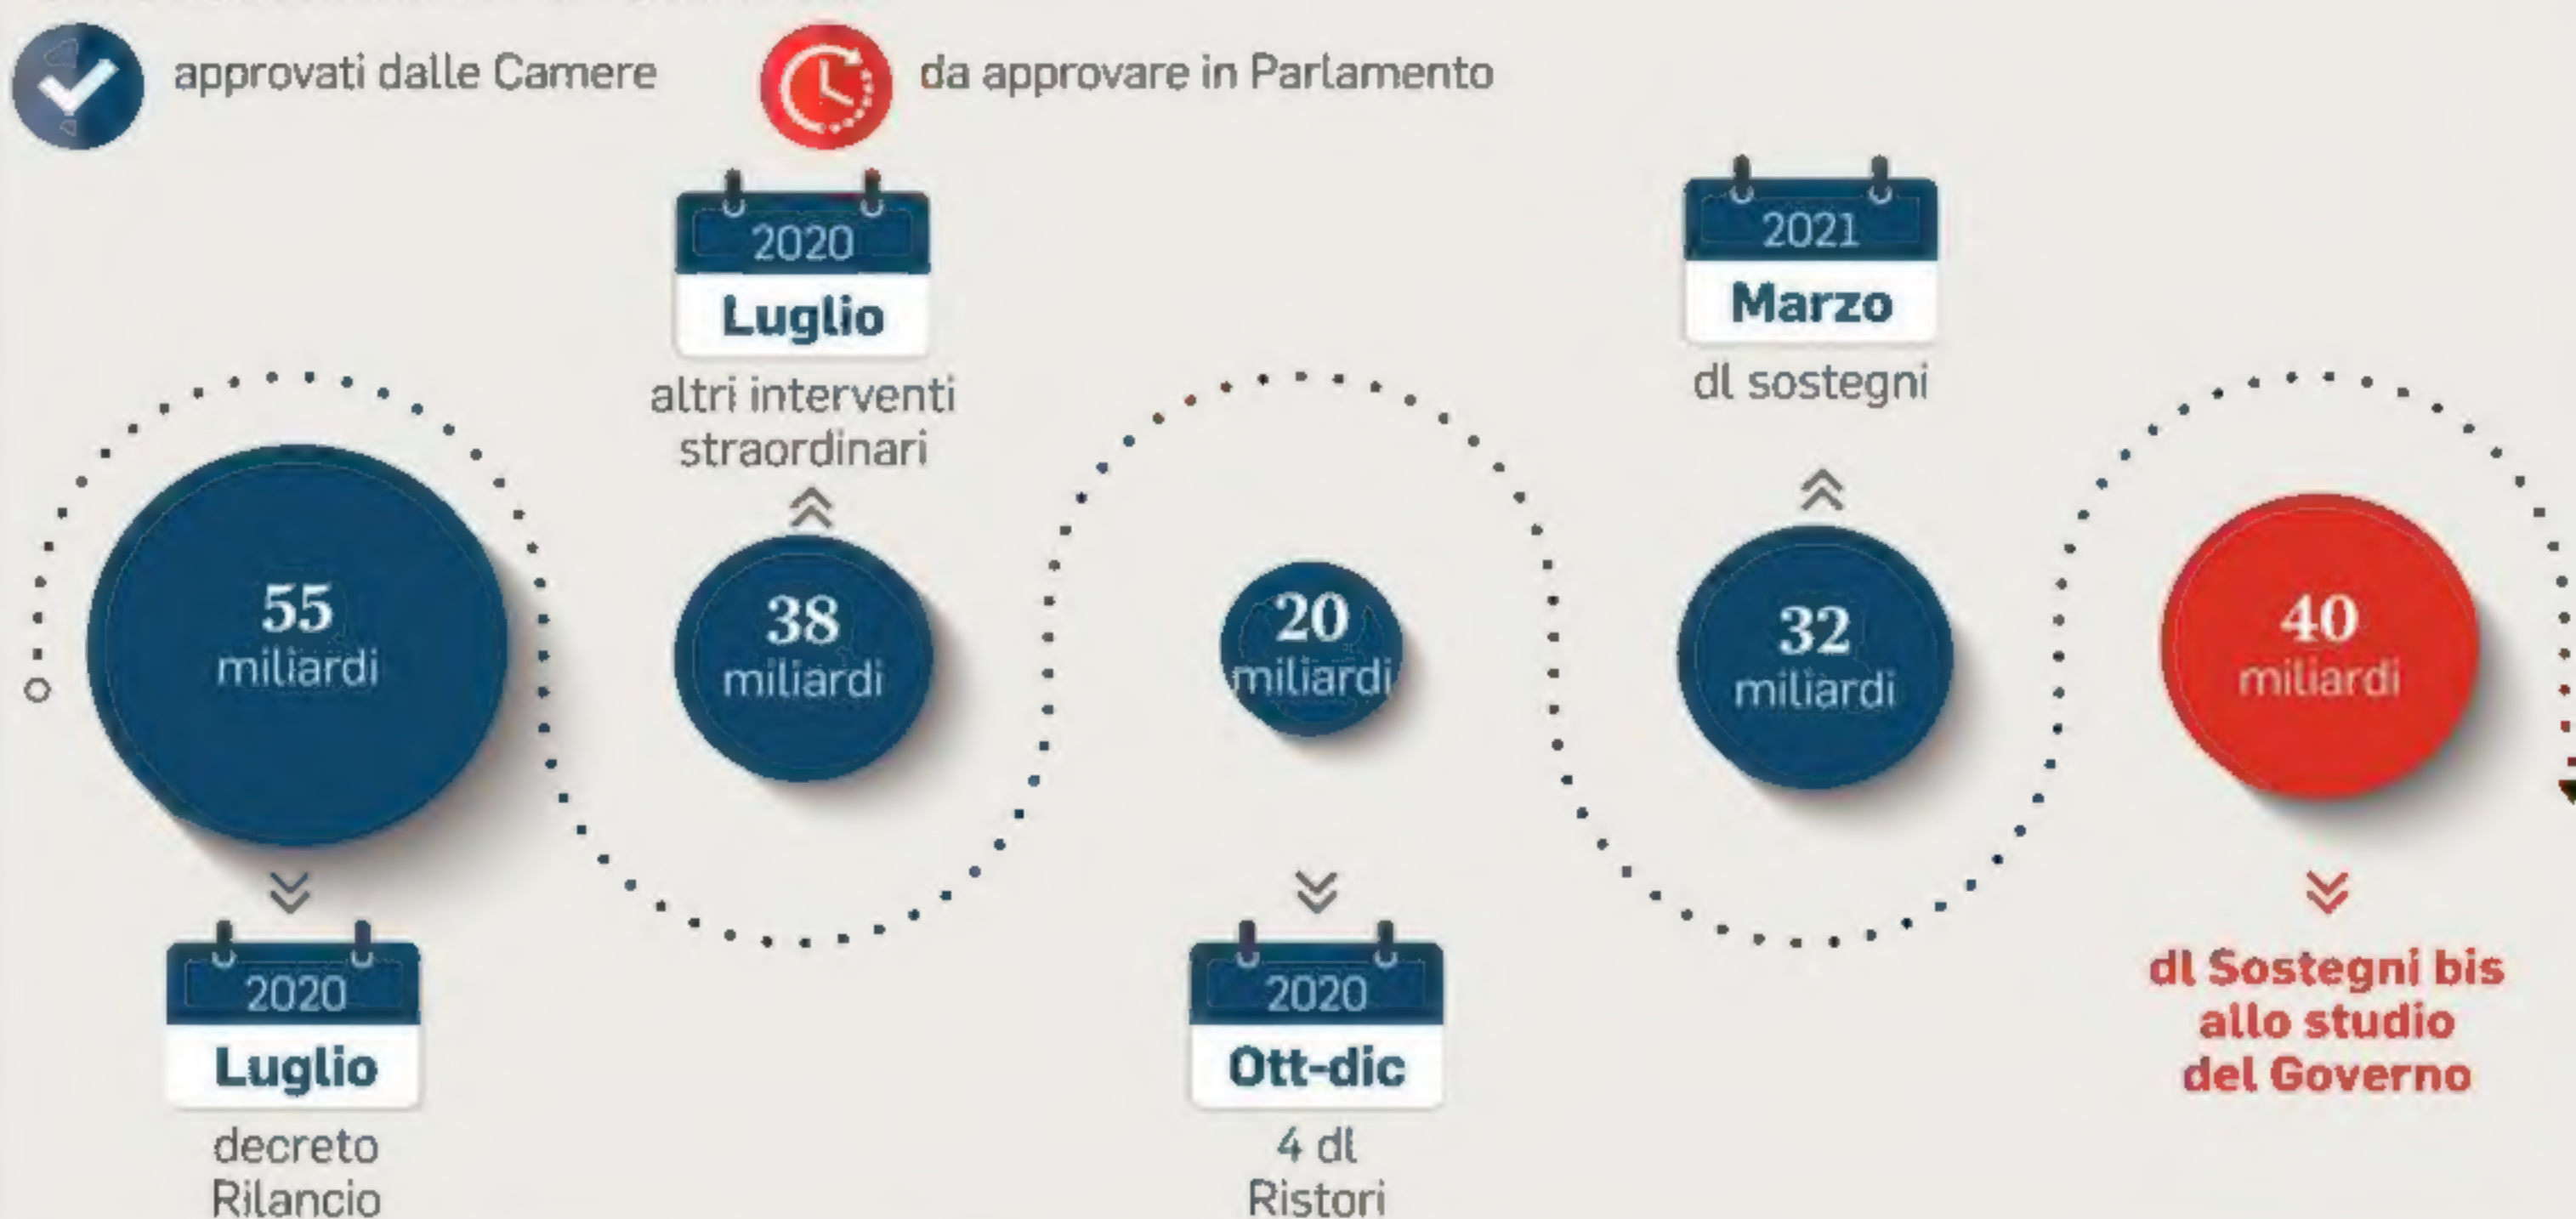 approvati dalle Camere
da approvare in Parlamento
55
miliardi
2020
Luglio
decreto
Rilancio
2020
Luglio
altri interventi
straordinari
38
miliardi
20
miliardi
2020
Ott-dic
4 dl
Ristori
2021
Marzo
dl sostegni
32
miliardi
40
miliardi
dl Sostegni bis
allo studio
del Governo